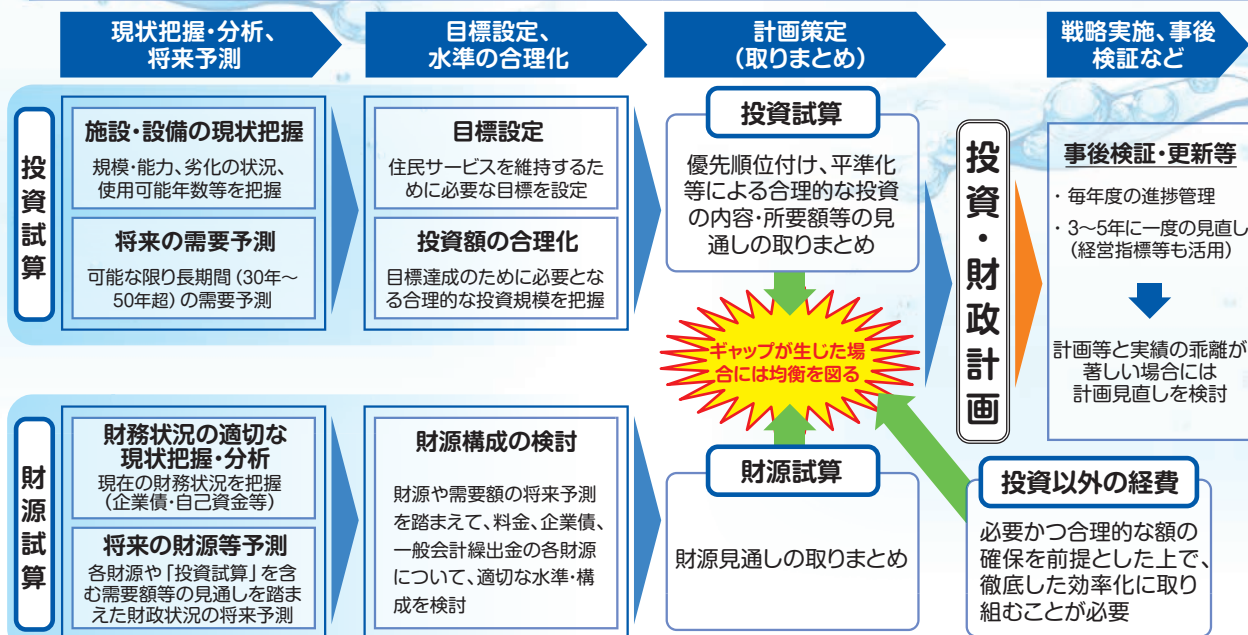 現状把握・分析、
将来予測
目標設定、
水準の合理化
計画策定
(取りまとめ)
戦略実施、事後
検証など
投資試算
施設・設備の現状把握
規模・能力、劣化の状況、
使用可能年数等を把握
将来の需要予測
可能な限り長期間(30年〜
50年超)の需要予測
目標設定
住民サービスを維持するた
めに必要な目標を設定
投資額の合理化
目標達成のために必要とな
る合理的な投資規模を把握
投資試算
優先順位付け、平準化
等による合理的な投資
の内容・所要額等の見
通しの取りまとめ
ギャップが生じた場
合には均衡を図る
投資・財政計画
事後検証・更新等
・毎年度の進捗管理
・3〜5年に一度の見直し
(経営指標等も活用)
計画等と実績の乖離が
著しい場合には
計画見直しを検討
財源試算
財務状況の適切な
現状把握・分析
現在の財務状況を把握
(企業債・自己資金等)
将来の財源等予測
各財源や「投資試算」を含
む需要額等の見通しを踏ま
えた財政状況の将来予測
財源構成の検討
財源や需要額の将来予測
を踏まえて、料金、企業債、
一般会計繰出金の各財源
について、適切な水準・構
成を検討
財源試算
財源見通しの取りまとめ
投資以外の経費
必要かつ合理的な額の
確保を前提とした上で、
徹底した効率化に取り
組むことが必要